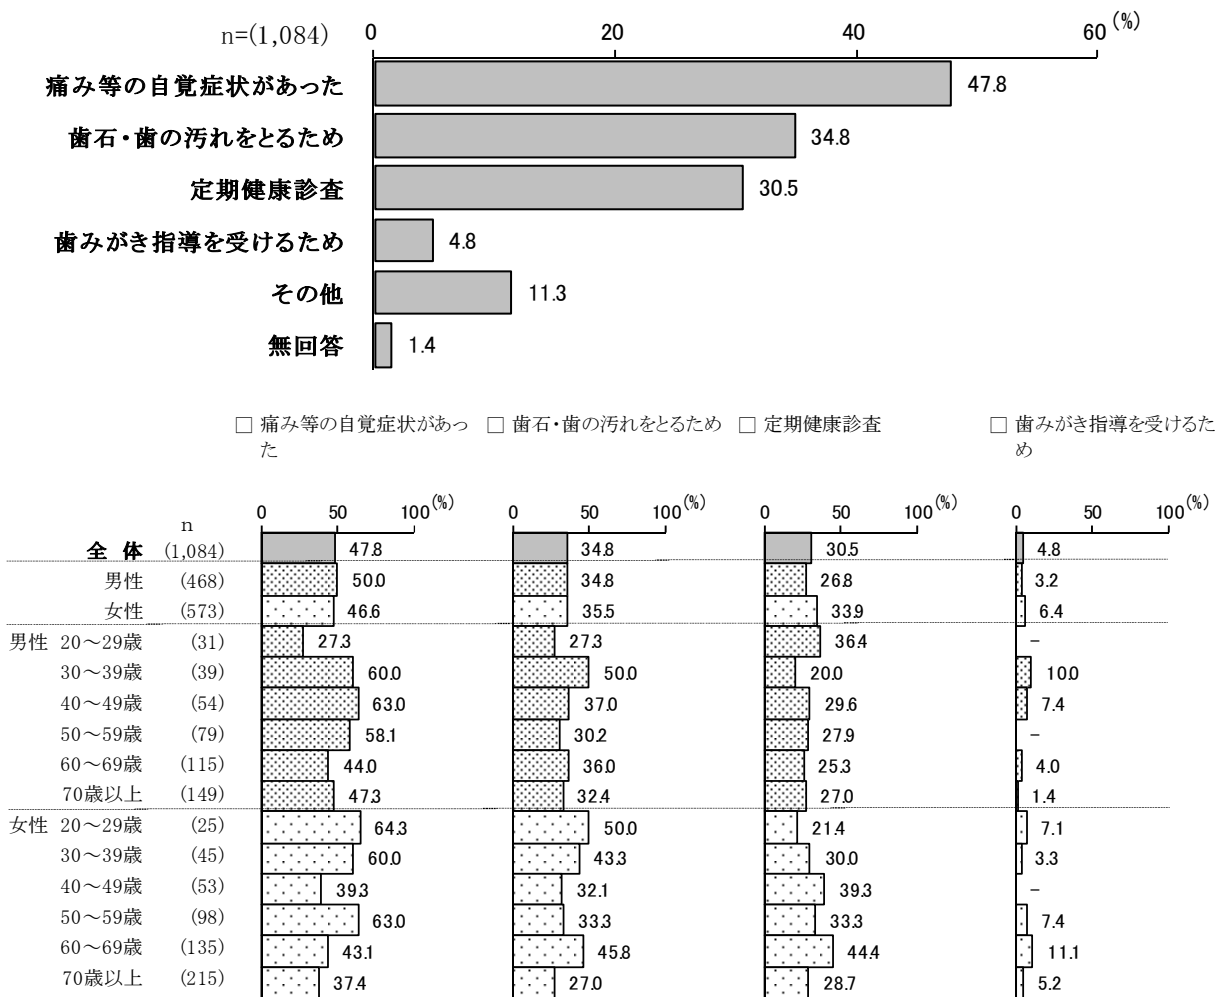 n=(1,084) 0 20 40 60 (%)
痛み等の自覚症状があった 47.8
歯石・歯の汚れをとるため 34.8
定期健康診査 30.5
歯みがき指導を受けるため 4.8
その他 11.3
無回答 1.4
□ 痛み等の自覚症状があっ □ 歯石・歯の汚れをとるため □ 定期健康診査 □ 歯みがき指導を受けるた
た め
0 50 100 (%) 0 50 100 (%) 0 50 100 (%) 0 50 100 (%)
n
全 体 (1,084) 47.8 34.8 30.5 4.8
男性 (468) 50.0 34.8 26.8 3.2
女性 (573) 46.6 35.5 33.9 6.4
男性 20～29歳 (31) 27.3 27.3 36.4 －
30～39歳 (39) 60.0 50.0 20.0 10.0
40～49歳 (54) 63.0 37.0 29.6 7.4
50～59歳 (79) 58.1 30.2 27.9 －
60～69歳 (115) 44.0 36.0 25.3 4.0
70歳以上 (149) 47.3 32.4 27.0 1.4
女性 20～29歳 (25) 64.3 50.0 21.4 7.1
30～39歳 (45) 60.0 43.3 30.0 3.3
40～49歳 (53) 39.3 32.1 39.3 －
50～59歳 (98) 63.0 33.3 33.3 7.4
60～69歳 (135) 43.1 45.8 44.4 11.1
70歳以上 (215) 37.4 27.0 28.7 5.2